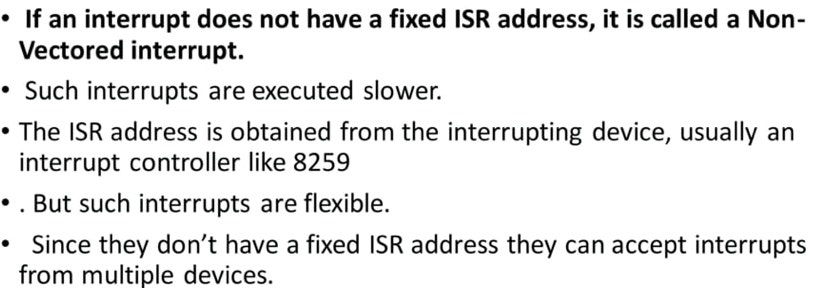 • If an interrupt does not have a fixed ISR address, it is called a Non-
Vectored interrupt.
• Such interrupts are executed slower.
• The ISR address is obtained from the interrupting device, usually an
interrupt controller like 8259
• . But such interrupts are flexible.
• Since they don’t have a fixed ISR address they can accept interrupts
from multiple devices.